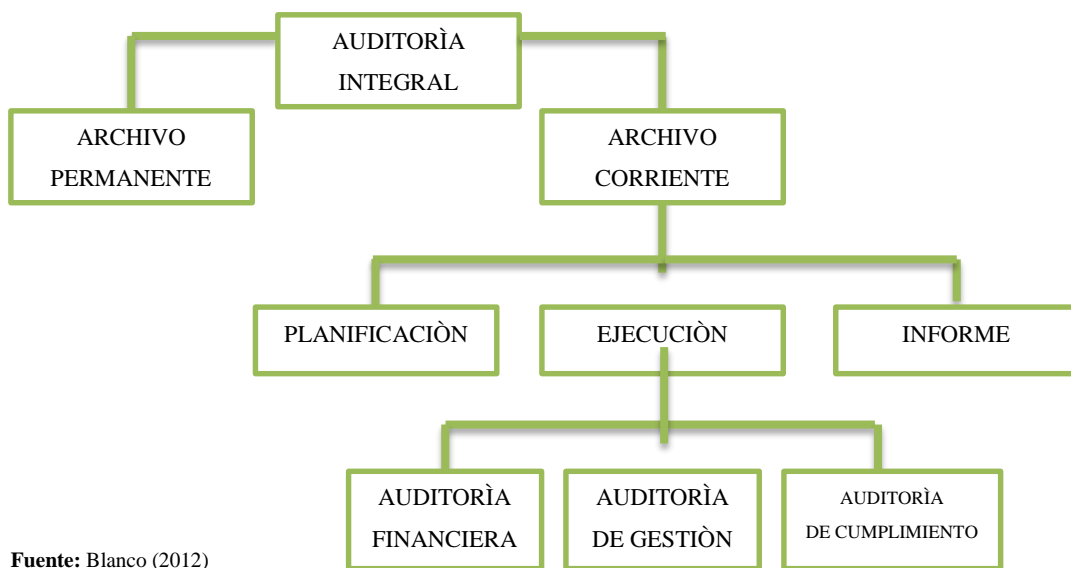 AUDITORÌA
INTEGRAL
ARCHIVO
PERMANENTE
ARCHIVO
CORRIENTE
PLANIFICACIÒN
EJECUCIÒN
INFORME
AUDITORÌA
FINANCIERA
AUDITORÌA
DE GESTIÒN
AUDITORÌA
DE CUMPLIMIENTO
Fuente: Blanco (2012)